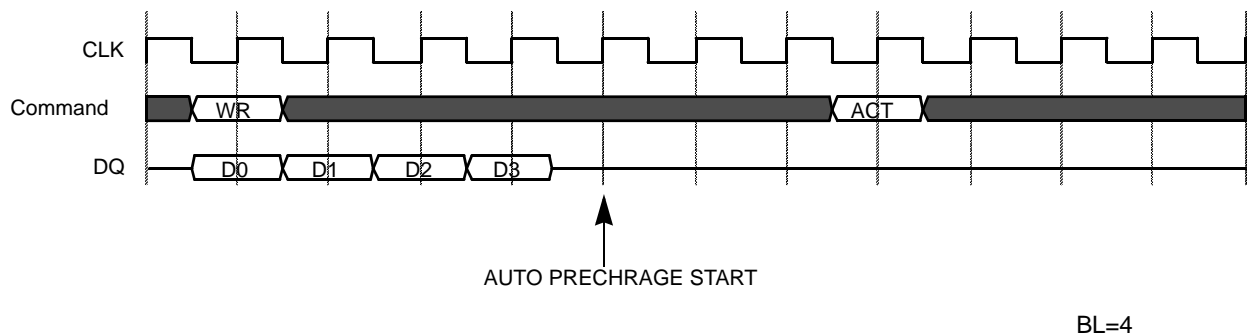 CLK
Command WR ACT
DQ D0 D1 D2 D3
AUTO PRECHRAGE START
BL=4